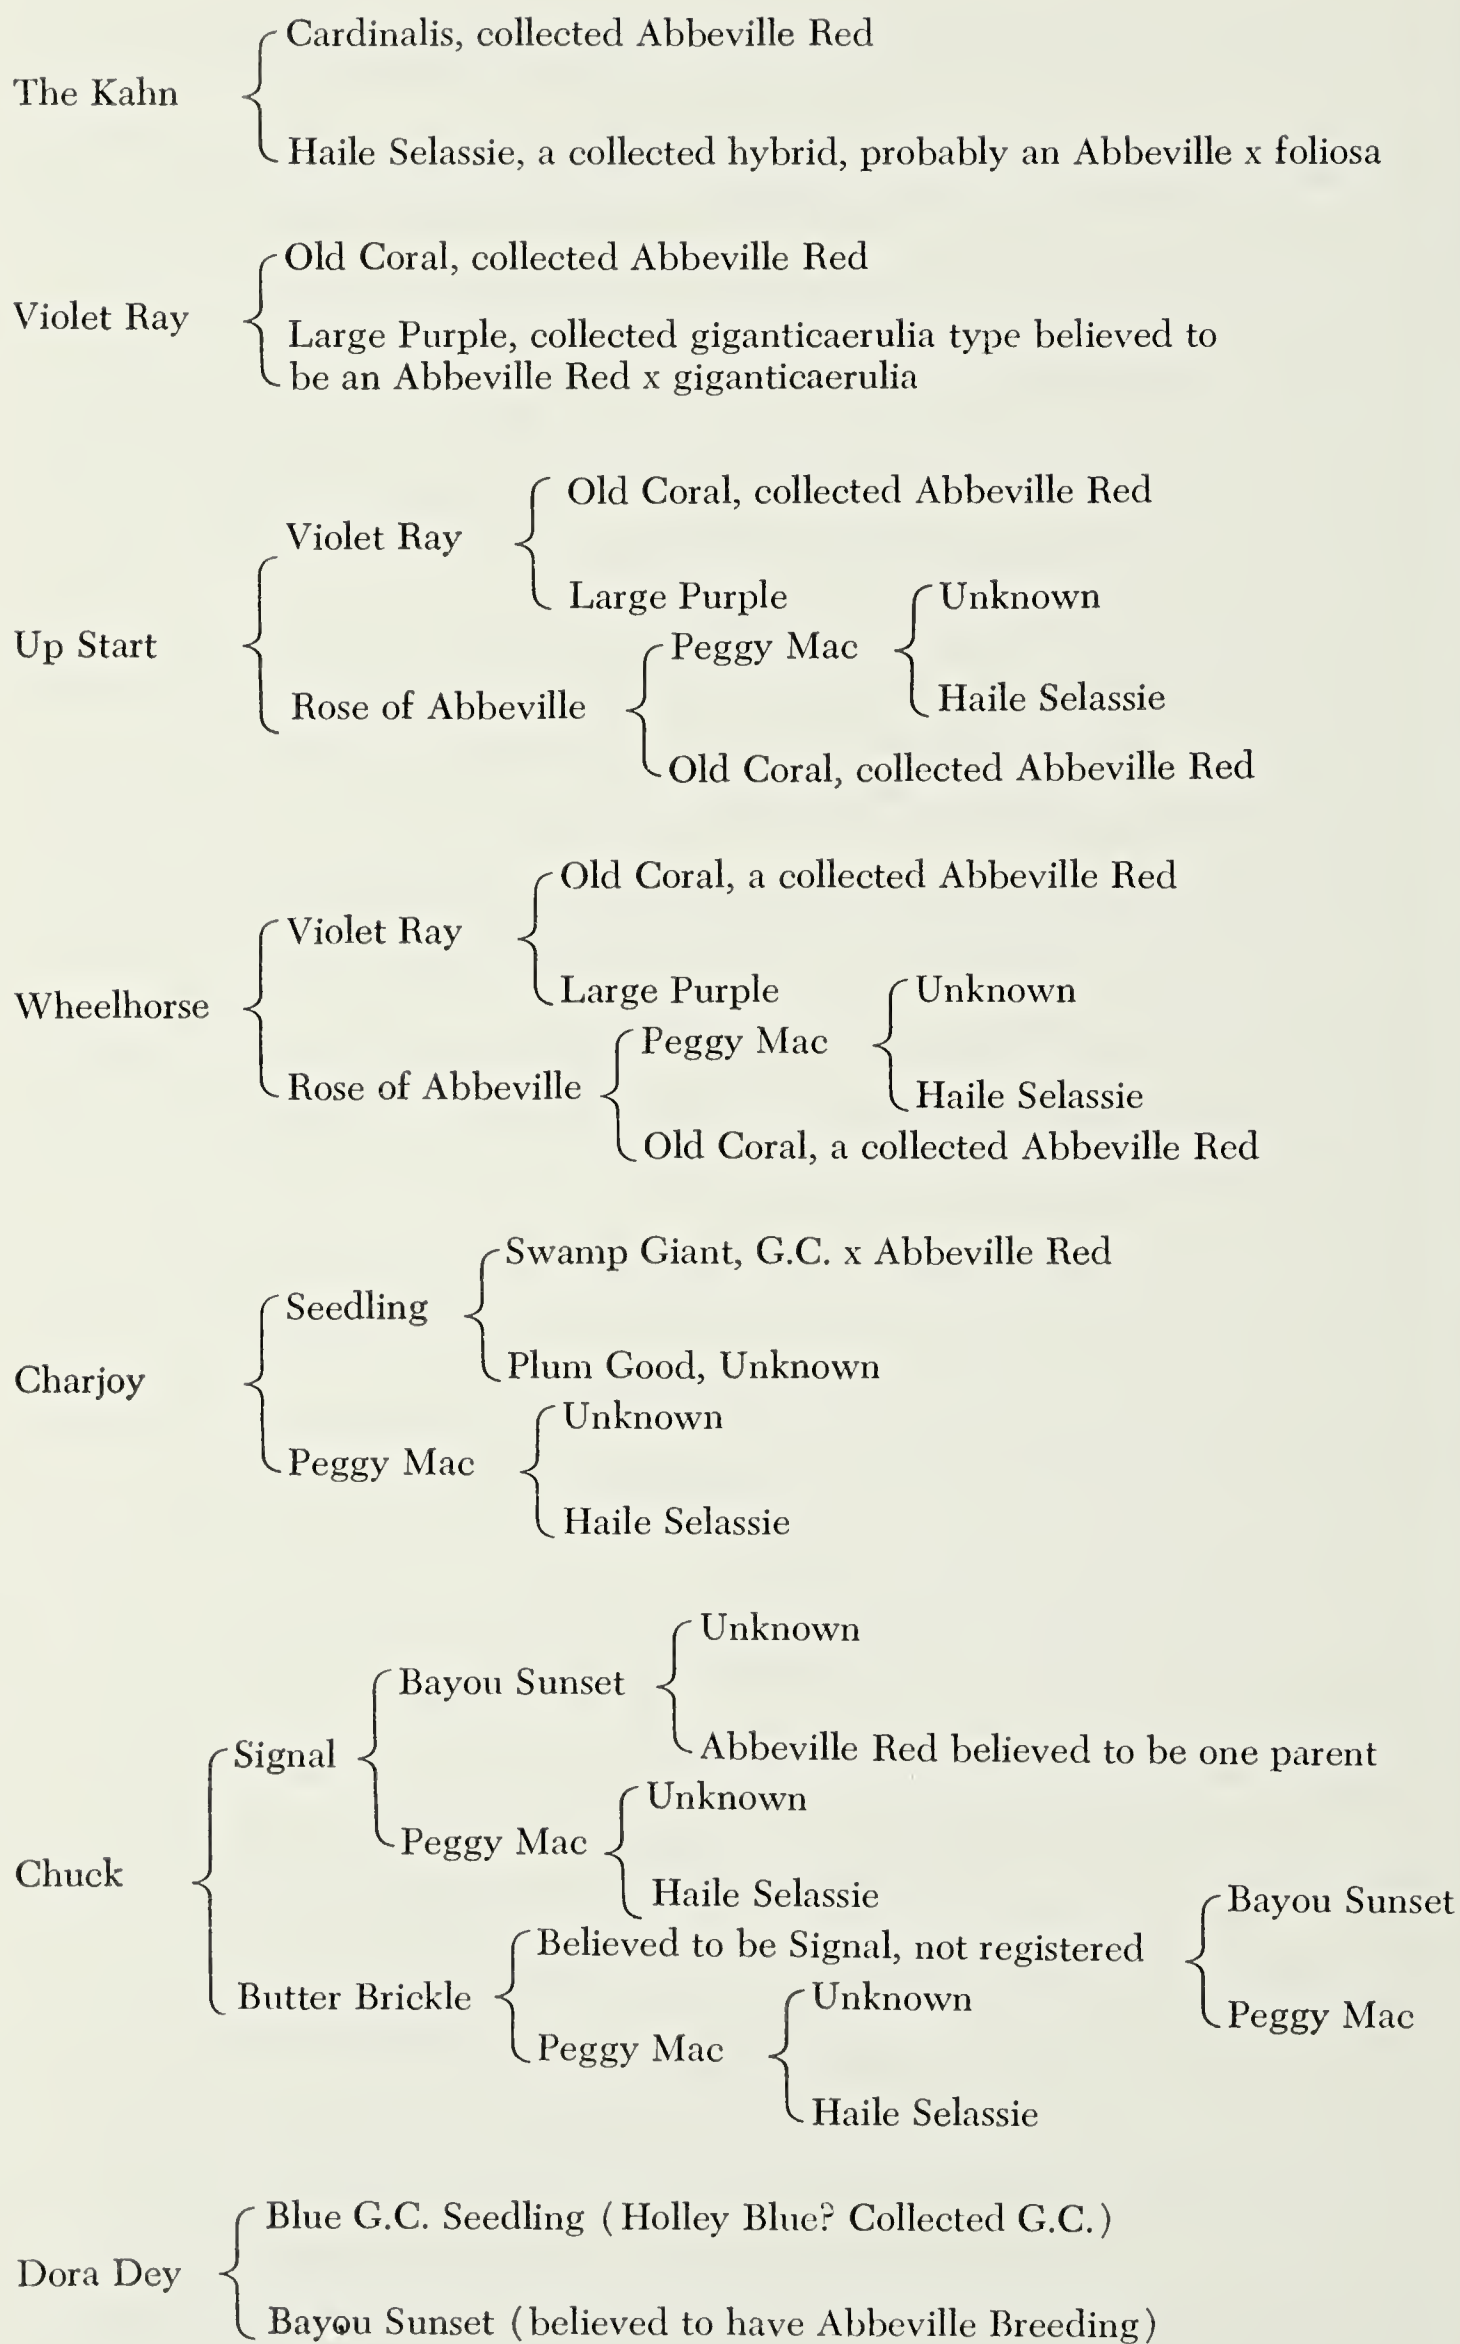 Cardinalis, collected Abbeville Red
The Kahn
Haile Selassie, a collected hybrid, probably an Abbeville x foliosa
Old Coral, collected Abbeville Red
Violet Ray
Large Purple, collected giganticaerulia type believed to
be an Abbeville Red x giganticaerulia
Old Coral, collected Abbeville Red
Violet Ray
Large Purple
Unknown
Up Start
Peggy Mac
Haile Selassie
Rose of Abbeville
Old Coral, collected Abbeville Red
Old Coral, a collected Abbeville Red
Violet Ray
Large Purple
Unknown
Wheelhorse
Peggy Mac
Rose of Abbeville
Haile Selassie
Old Coral, a collected Abbeville Red
Swamp Giant, G.C. x Abbeville Red
Seedling
Plum Good, Unknown
Charjoy
Unknown
Peggy Mac
Haile Selassie
Unknown
Bayou Sunset
Abbeville Red believed to be one parent
Signal
Unknown
Peggy Mac
Chuck
Haile Selassie
Bayou Sunset
Believed to be Signal, not registered
Butter Brickle
Unknown
Peggy Mac
Peggy Mac
Haile Selassie
Blue G.C. Seedling (Holley Blue? Collected G.C.)
Dora Dey
Bayou Sunset (believed to have Abbeville Breeding)